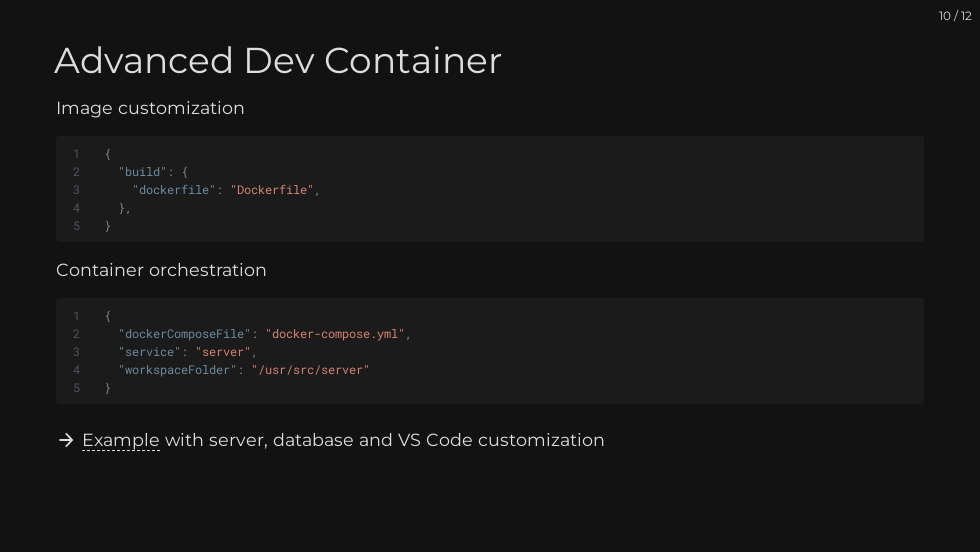 10 / 12
Advanced Dev Container
Image customization
1 {
2   "build": {
3     "dockerfile": "Dockerfile",
4   },
5 }
Container orchestration
1 {
2   "dockerComposeFile": "docker-compose.yml",
3   "service": "server",
4   "workspaceFolder": "/usr/src/server"
5 }
→ Example with server, database and VS Code customization